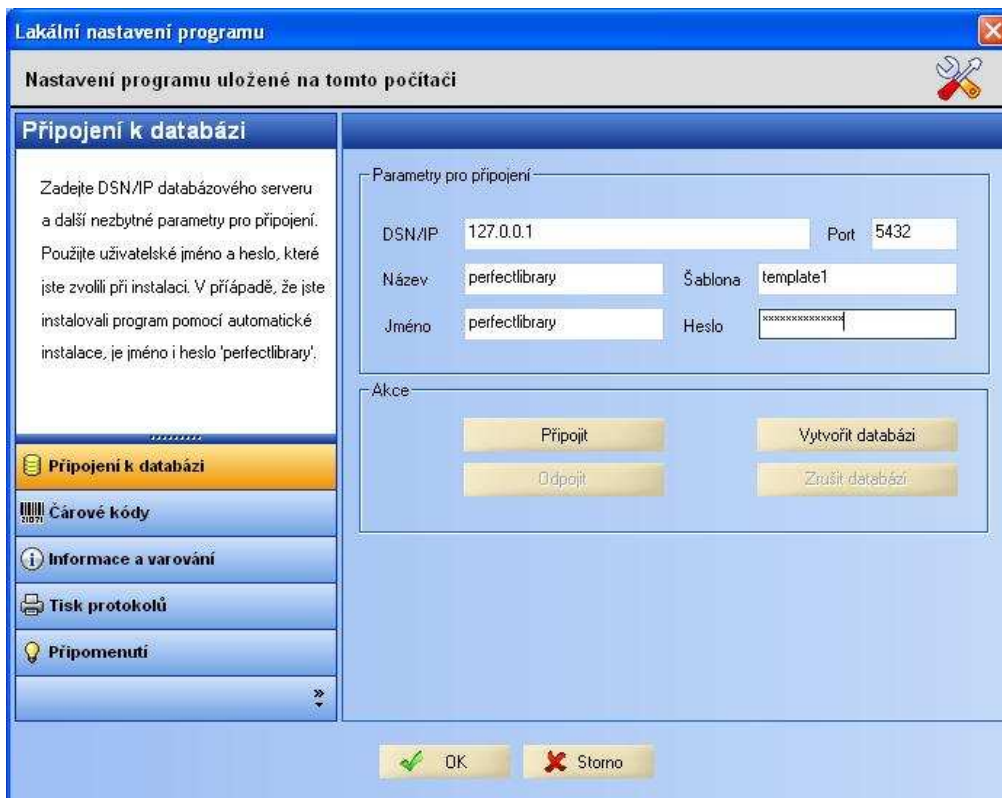 Lakální nastavení programu
Nastavení programu uložené na tomto počítači
Připojení k databázi
Zadejte DSN/IP databázového serveru
a další nezbytné parametry pro připojení.
Použijte uživatelské jméno a heslo, které
jste zvolili při instalaci. V příápadě, že jste
instalovali program pomocí automatické
instalace, je jméno i heslo 'perfectlibrary'.
Připojení k databázi
Čárové kódy
Informace a varování
Tisk protokolů
Připomenutí
Parametry pro připojení
DSN/IP 127.0.0.1 Port 5432
Název perfectlibrary Šablona template1
Jméno perfectlibrary Heslo xxxxxxxxxxxxxx
Akce
Připojit Vytvořit databázi
Odpojit Zrušit databází
OK Storno